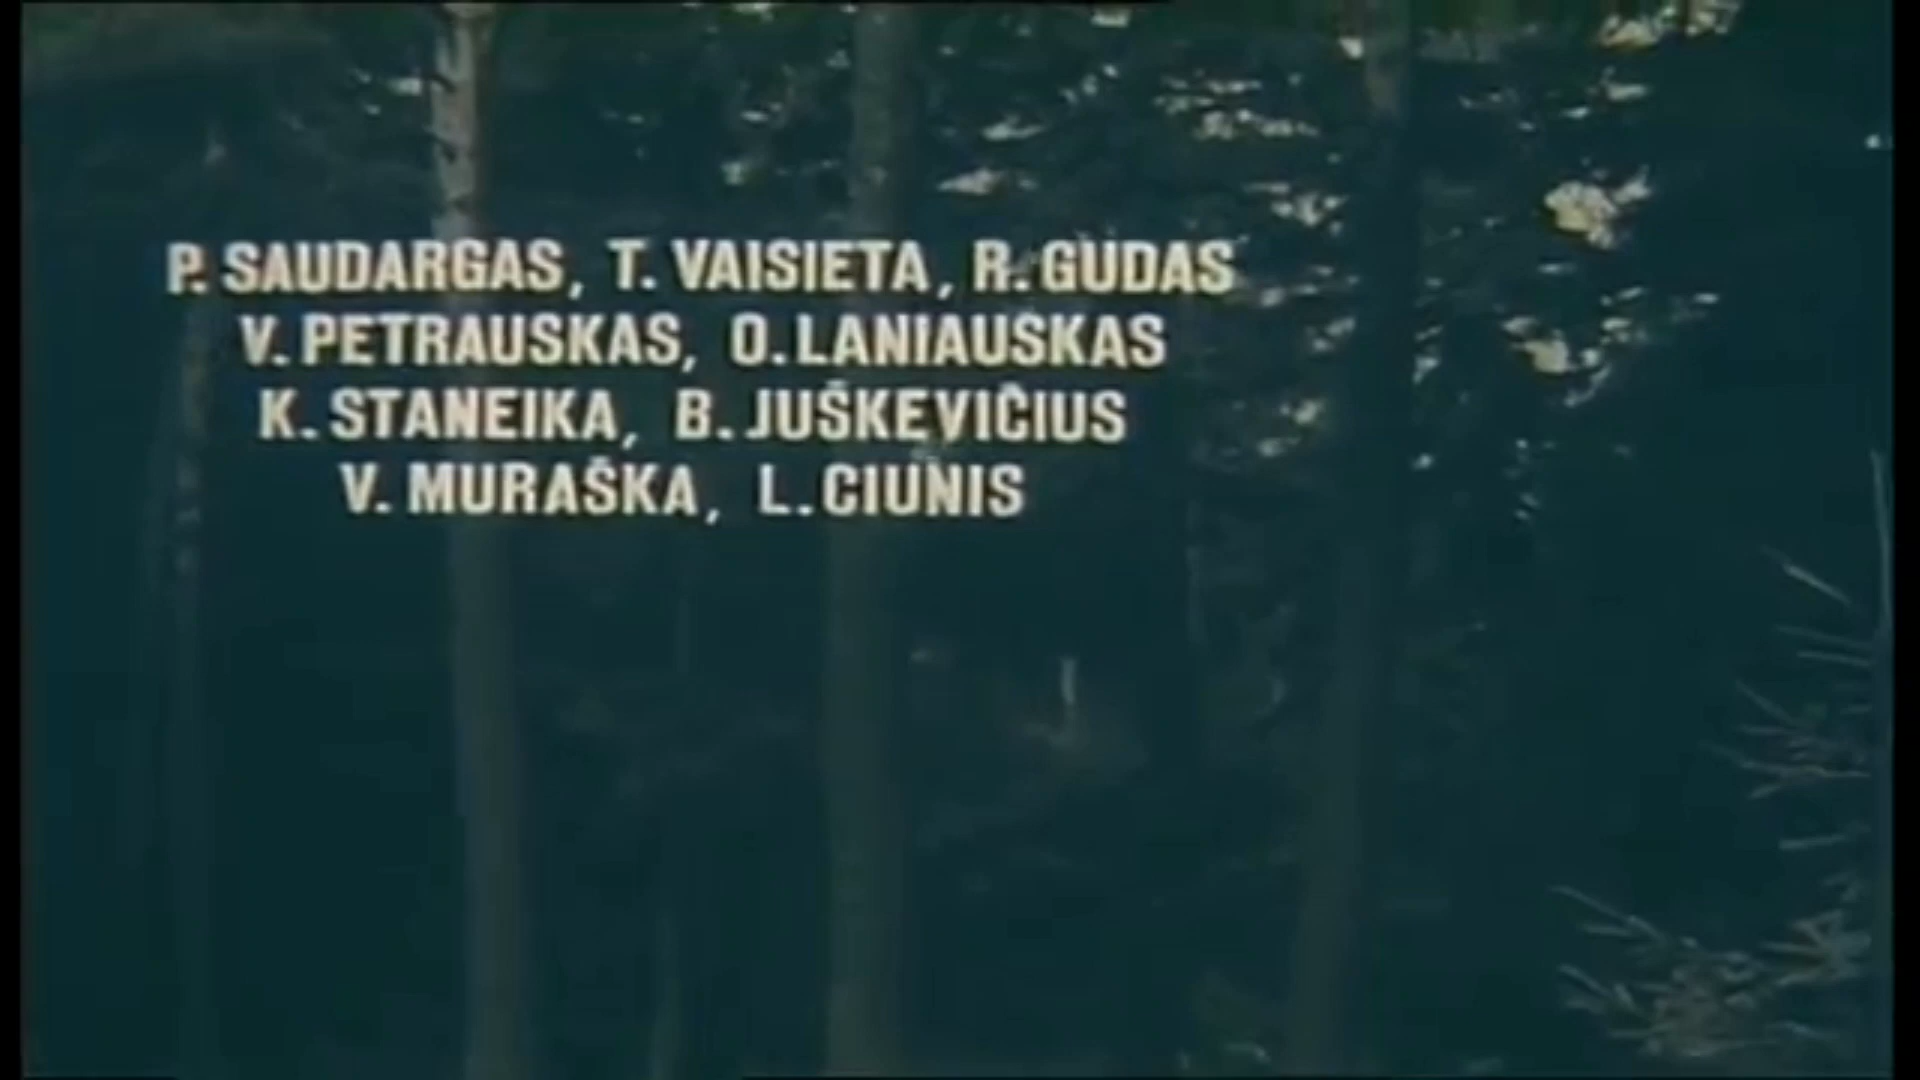 P. SAUDARGAS, T. VAISIETA, R. GUDAS
V. PETRAUSKAS, O. LANIAUSKAS
K. STANEIKA, B. JUŠKEVIČIUS
V. MURAŠKA, L. CIUNIS